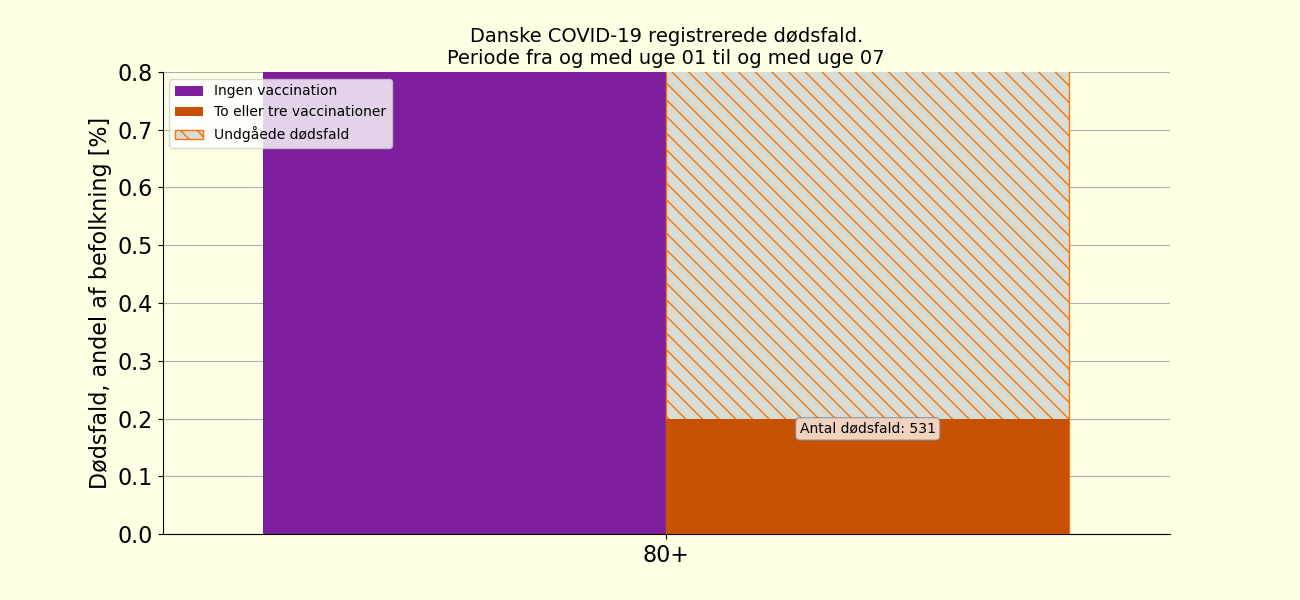 Danske COVID-19 registrerede dødsfald.
Periode fra og med uge 01 til og med uge 07
Dødsfald, andel af befolkning [%]
0.8
0.7
0.6
0.5
0.4
0.3
0.2
0.1
0.0
Ingen vaccination
To eller tre vaccinationer
Undgåede dødsfald
Antal dødsfald: 531
80+